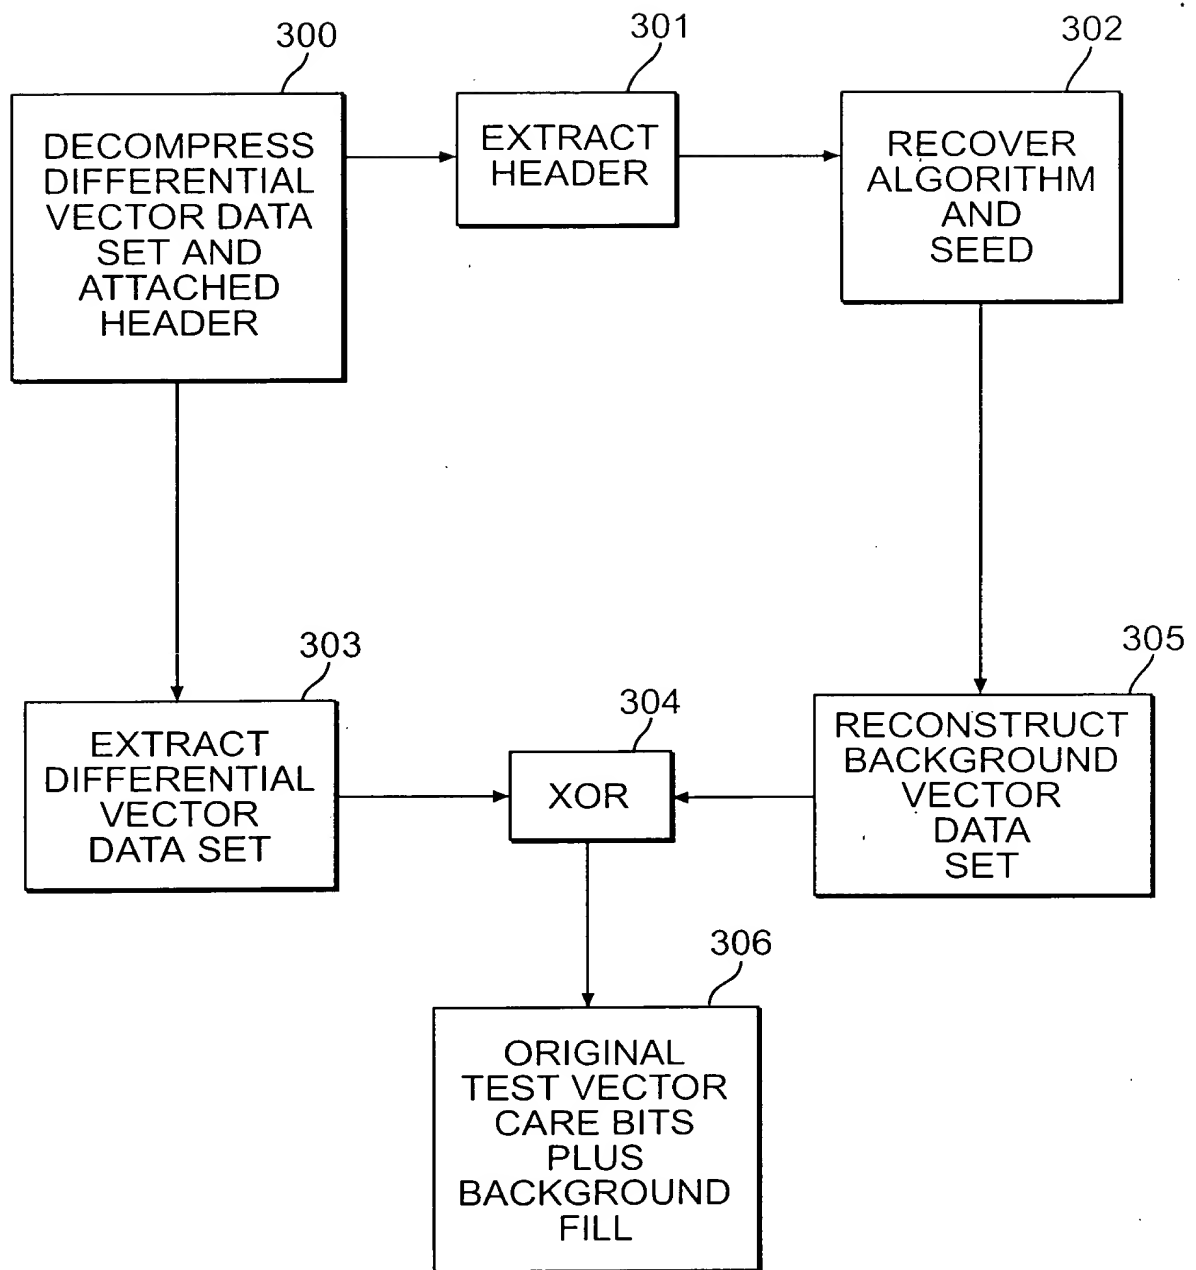 300
DECOMPRESS
DIFFERENTIAL
VECTOR DATA
SET AND
ATTACHED
HEADER
301
EXTRACT
HEADER
302
RECOVER
ALGORITHM
AND
SEED
303
EXTRACT
DIFFERENTIAL
VECTOR
DATA SET
304
XOR
305
RECONSTRUCT
BACKGROUND
VECTOR
DATA
SET
306
ORIGINAL
TEST VECTOR
CARE BITS
PLUS
BACKGROUND
FILL